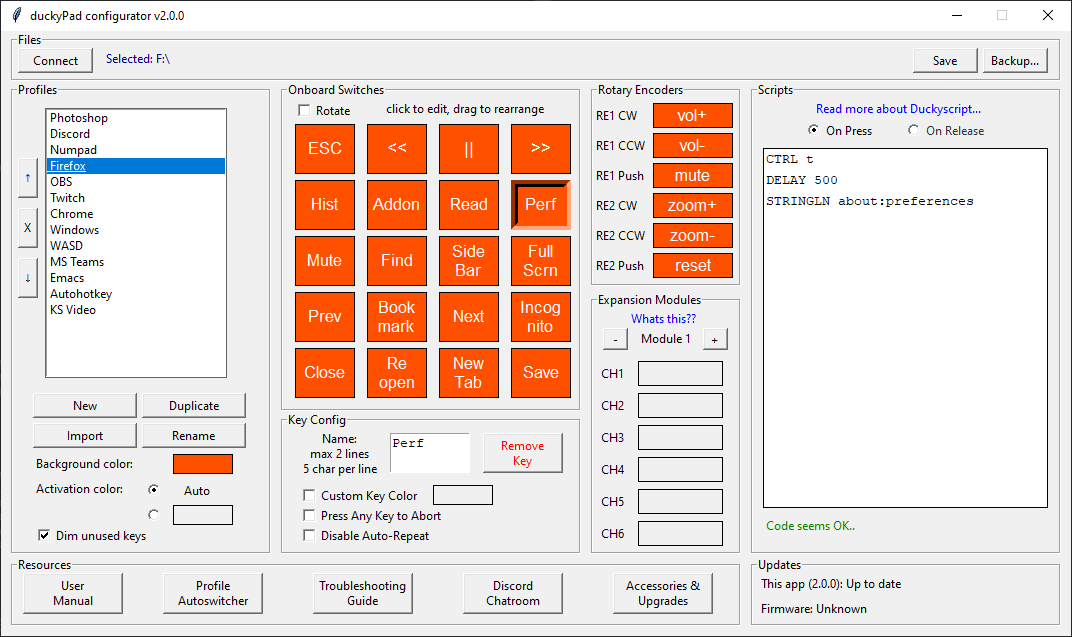 duckyPad configurator v2.0.0
Files
Connect
Selected: F:\
Save
Backup...
Profiles
Photoshop
Discord
Numpad
Firefox
OBS
Twitch
Chrome
Windows
WASD
MS Teams
Emacs
Autohotkey
KS Video
↑
X
↓
New
Duplicate
Import
Rename
Background color:
Activation color:
Auto
Dim unused keys
Onboard Switches
Rotate
click to edit, drag to rearrange
ESC
<<
||
>>
Hist
Addon
Read
Perf
Mute
Find
Side
Bar
Full
Scrn
Prev
Book
mark
Next
Incog
nito
Close
Re
open
New
Tab
Save
Key Config
Name:
max 2 lines
5 char per line
Perf
Remove
Key
Custom Key Color
Press Any Key to Abort
Disable Auto-Repeat
Rotary Encoders
RE1 CW
vol+
RE1 CCW
vol-
RE1 Push
mute
RE2 CW
zoom+
RE2 CCW
zoom-
RE2 Push
reset
Expansion Modules
Whats this??
-
Module 1
+
CH1
CH2
CH3
CH4
CH5
CH6
Scripts
Read more about Duckyscript...
On Press
On Release
CTRL t
DELAY 500
STRINGLN about:preferences
Code seems OK..
Resources
User
Manual
Profile
Autoswitcher
Troubleshooting
Guide
Discord
Chatroom
Accessories &
Upgrades
Updates
This app (2.0.0): Up to date
Firmware: Unknown